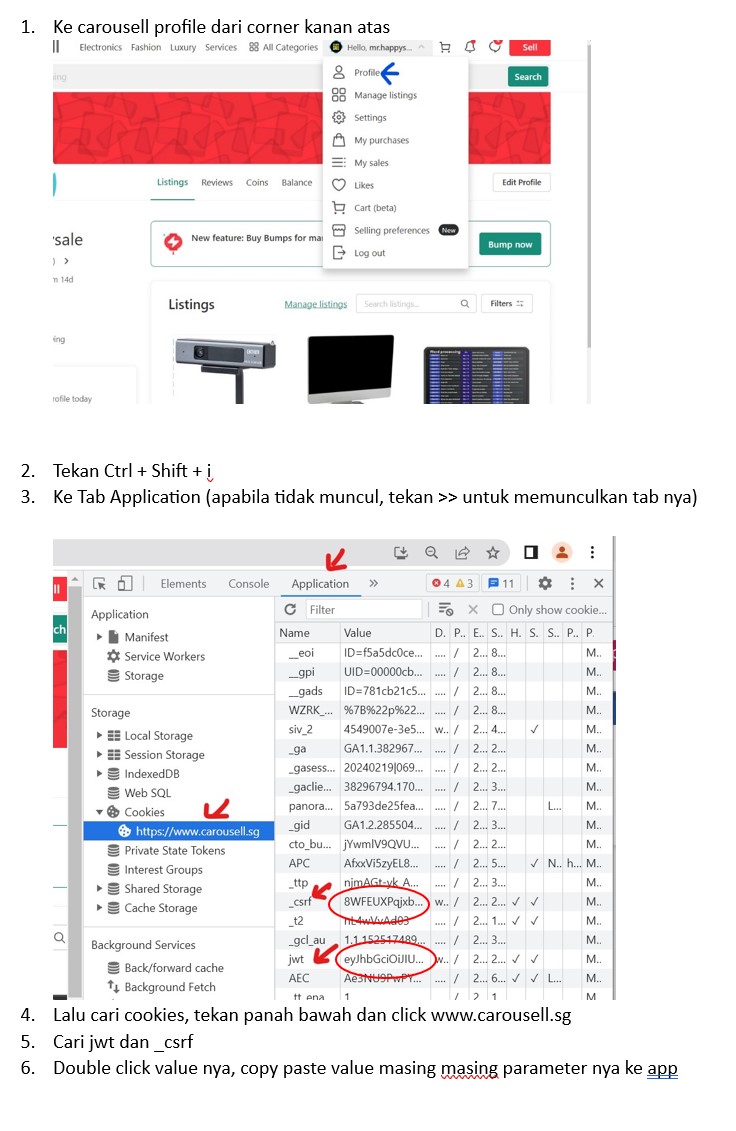 1. Ke carousell profile dari corner kanan atas
Electronics Fashion Luxury Services All Categories Hello, mr.happys... Sell
Profile
Search
Manage listings
Settings
My purchases
My sales
Listings Reviews Coins Balance Likes Edit Profile
Cart (beta)
Selling preferences New
New feature: Buy Bumps for ma
Bump now
Log out
14d
Listings Manage listings Search listings... Filters
rofile today
2. Tekan Ctrl + Shift + i
3. Ke Tab Application (apabila tidak muncul, tekan >> untuk memunculkan tab nya)
Elements Console Application >> 4 3 11
Filter Only show cookie...
Application
Name Value D. P.. E.. S.. H. S. S.. P.. P.
Manifest
Service Workers
Storage
Storage
Local Storage
Session Storage
IndexedDB
Web SQL
Cookies
https://www.carousell.sg
Private State Tokens
Interest Groups
Shared Storage
Cache Storage
Background Services
Back/forward cache
Background Fetch
__eoi ID=f5a5dc0ce... .... / 2... 8... M..
__gpi UID=00000cb... .... / 2... 8... M..
__gads ID=781cb21c5... .... / 2... 8... M..
WZRK_... %7B%22p%22... .... / 2... 8... M..
siv_2 4549007e-3e5... w.. / 2... 4... ✓ M..
_ga GA1.1.382967... .... / 2... 2... M..
_gasess... 20240219|069... .... / 2... 2... M..
_gaclie... 38296794.170... .... / 2... 3... M..
panora... 5a793de25fea... .... / 2... 7... L... M..
_gid GA1.2.285504... .... / 2... 3... M..
cto_bu... jYwmlV9QVU... .... / 2... 2... M..
APC AfxxVi5zyEL8... .... / 2... 5... ✓ N.. h... M..
_ttp njmAGt-yk_A... .... / 2... 3... M..
_csrf 8WFEUXPqjxb... w.. / 2... 2... ✓ ✓ M..
_t2 hL4wVvAd03 .... / 2... 1... ✓ ✓ M..
_gcl_au 1.1.152517489... .... / 2... 3... M..
jwt eyJhbGciOiJIU... w.. / 2... 2... ✓ ✓ M..
AEC Ae3NU9PwPY... .... / 2... 6... ✓ ✓ L... M..
4. Lalu cari cookies, tekan panah bawah dan click www.carousell.sg
5. Cari jwt dan _csrf
6. Double click value nya, copy paste value masing masing parameter nya ke app